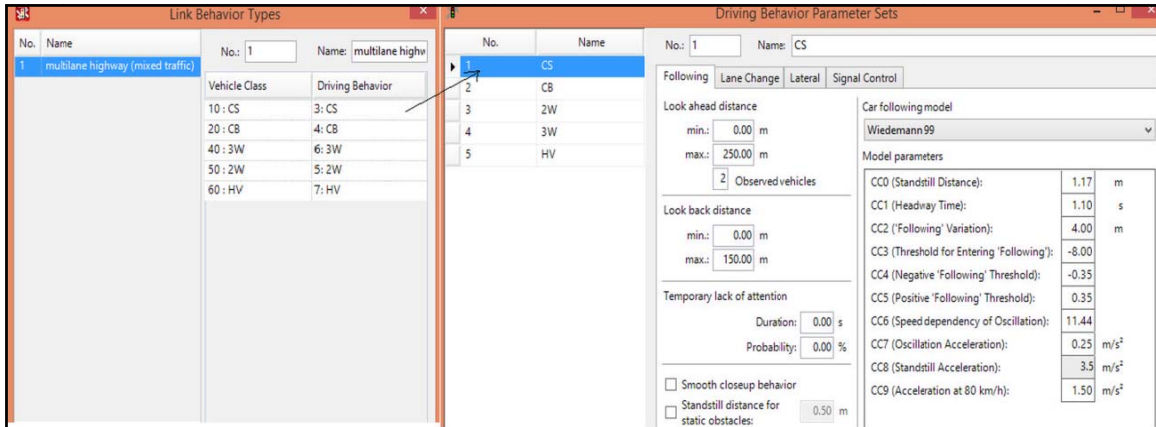 Link Behavior Types
No. Name
1 multilane highway (mixed traffic)
No.: 1 Name: multilane highw
Vehicle Class Driving Behavior
10 : CS 3: CS
20 : CB 4: CB
40 : 3W 6: 3W
50 : 2W 5: 2W
60 : HV 7: HV
Driving Behavior Parameter Sets
No. Name
1 CS
2 CB
3 2W
4 3W
5 HV
No.: 1 Name: CS
Following Lane Change Lateral Signal Control
Look ahead distance
min.: 0.00 m
max.: 250.00 m
2 Observed vehicles
Look back distance
min.: 0.00 m
max.: 150.00 m
Temporary lack of attention
Duration: 0.00 s
Probability: 0.00 %
Smooth closeup behavior
Standstill distance for
static obstacles: 0.50 m
Car following model
Wiedemann 99
Model parameters
CC0 (Standstill Distance): 1.17 m
CC1 (Headway Time): 1.10 s
CC2 ('Following' Variation): 4.00 m
CC3 (Threshold for Entering 'Following'): -8.00
CC4 (Negative 'Following' Threshold): -0.35
CC5 (Positive 'Following' Threshold): 0.35
CC6 (Speed dependency of Oscillation): 11.44
CC7 (Oscillation Acceleration): 0.25 m/s²
CC8 (Standstill Acceleration): 3.5 m/s²
CC9 (Acceleration at 80 km/h): 1.50 m/s²